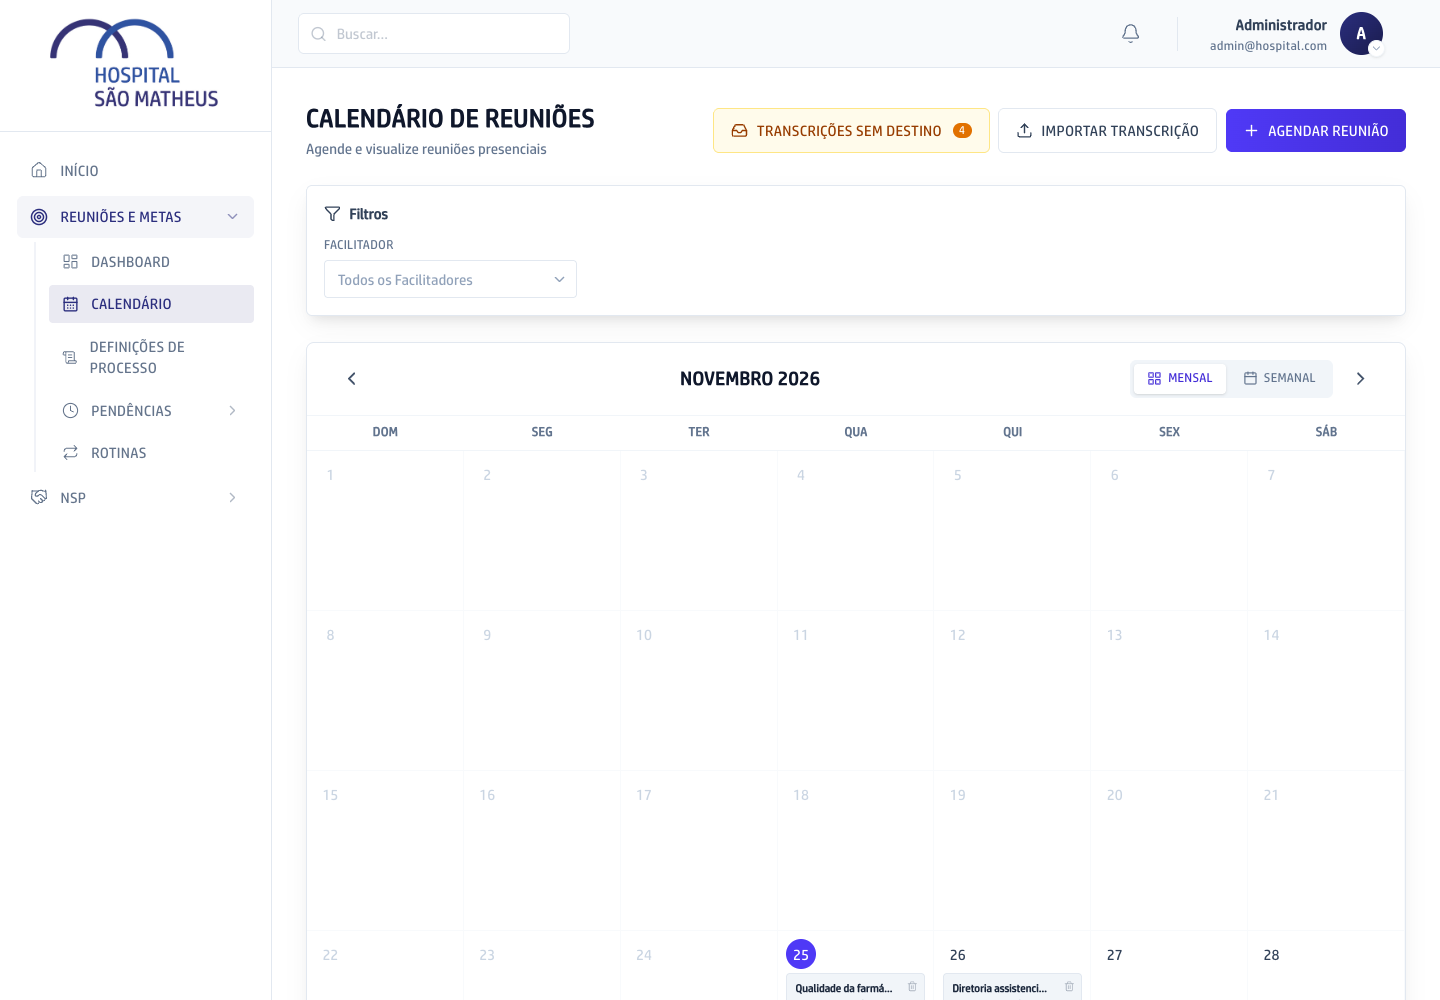 HOSPITAL
SÃO MATHEUS
Buscar...
Administrador
admin@hospital.com
A
INÍCIO
REUNIÕES E METAS
DASHBOARD
CALENDÁRIO
DEFINIÇÕES DE
PROCESSO
PENDÊNCIAS
ROTINAS
NSP
CALENDÁRIO DE REUNIÕES
Agende e visualize reuniões presenciais
TRANSCRIÇÕES SEM DESTINO 4
IMPORTAR TRANSCRIÇÃO
AGENDAR REUNIÃO
Filtros
FACILITADOR
Todos os Facilitadores
NOVEMBRO 2026
MENSAL
SEMANAL
DOM SEG TER QUA QUI SEX SÁB
1 2 3 4 5 6 7
8 9 10 11 12 13 14
15 16 17 18 19 20 21
22 23 24 25 26 27 28
Qualidade da farmá...
Diretoria assistenci...